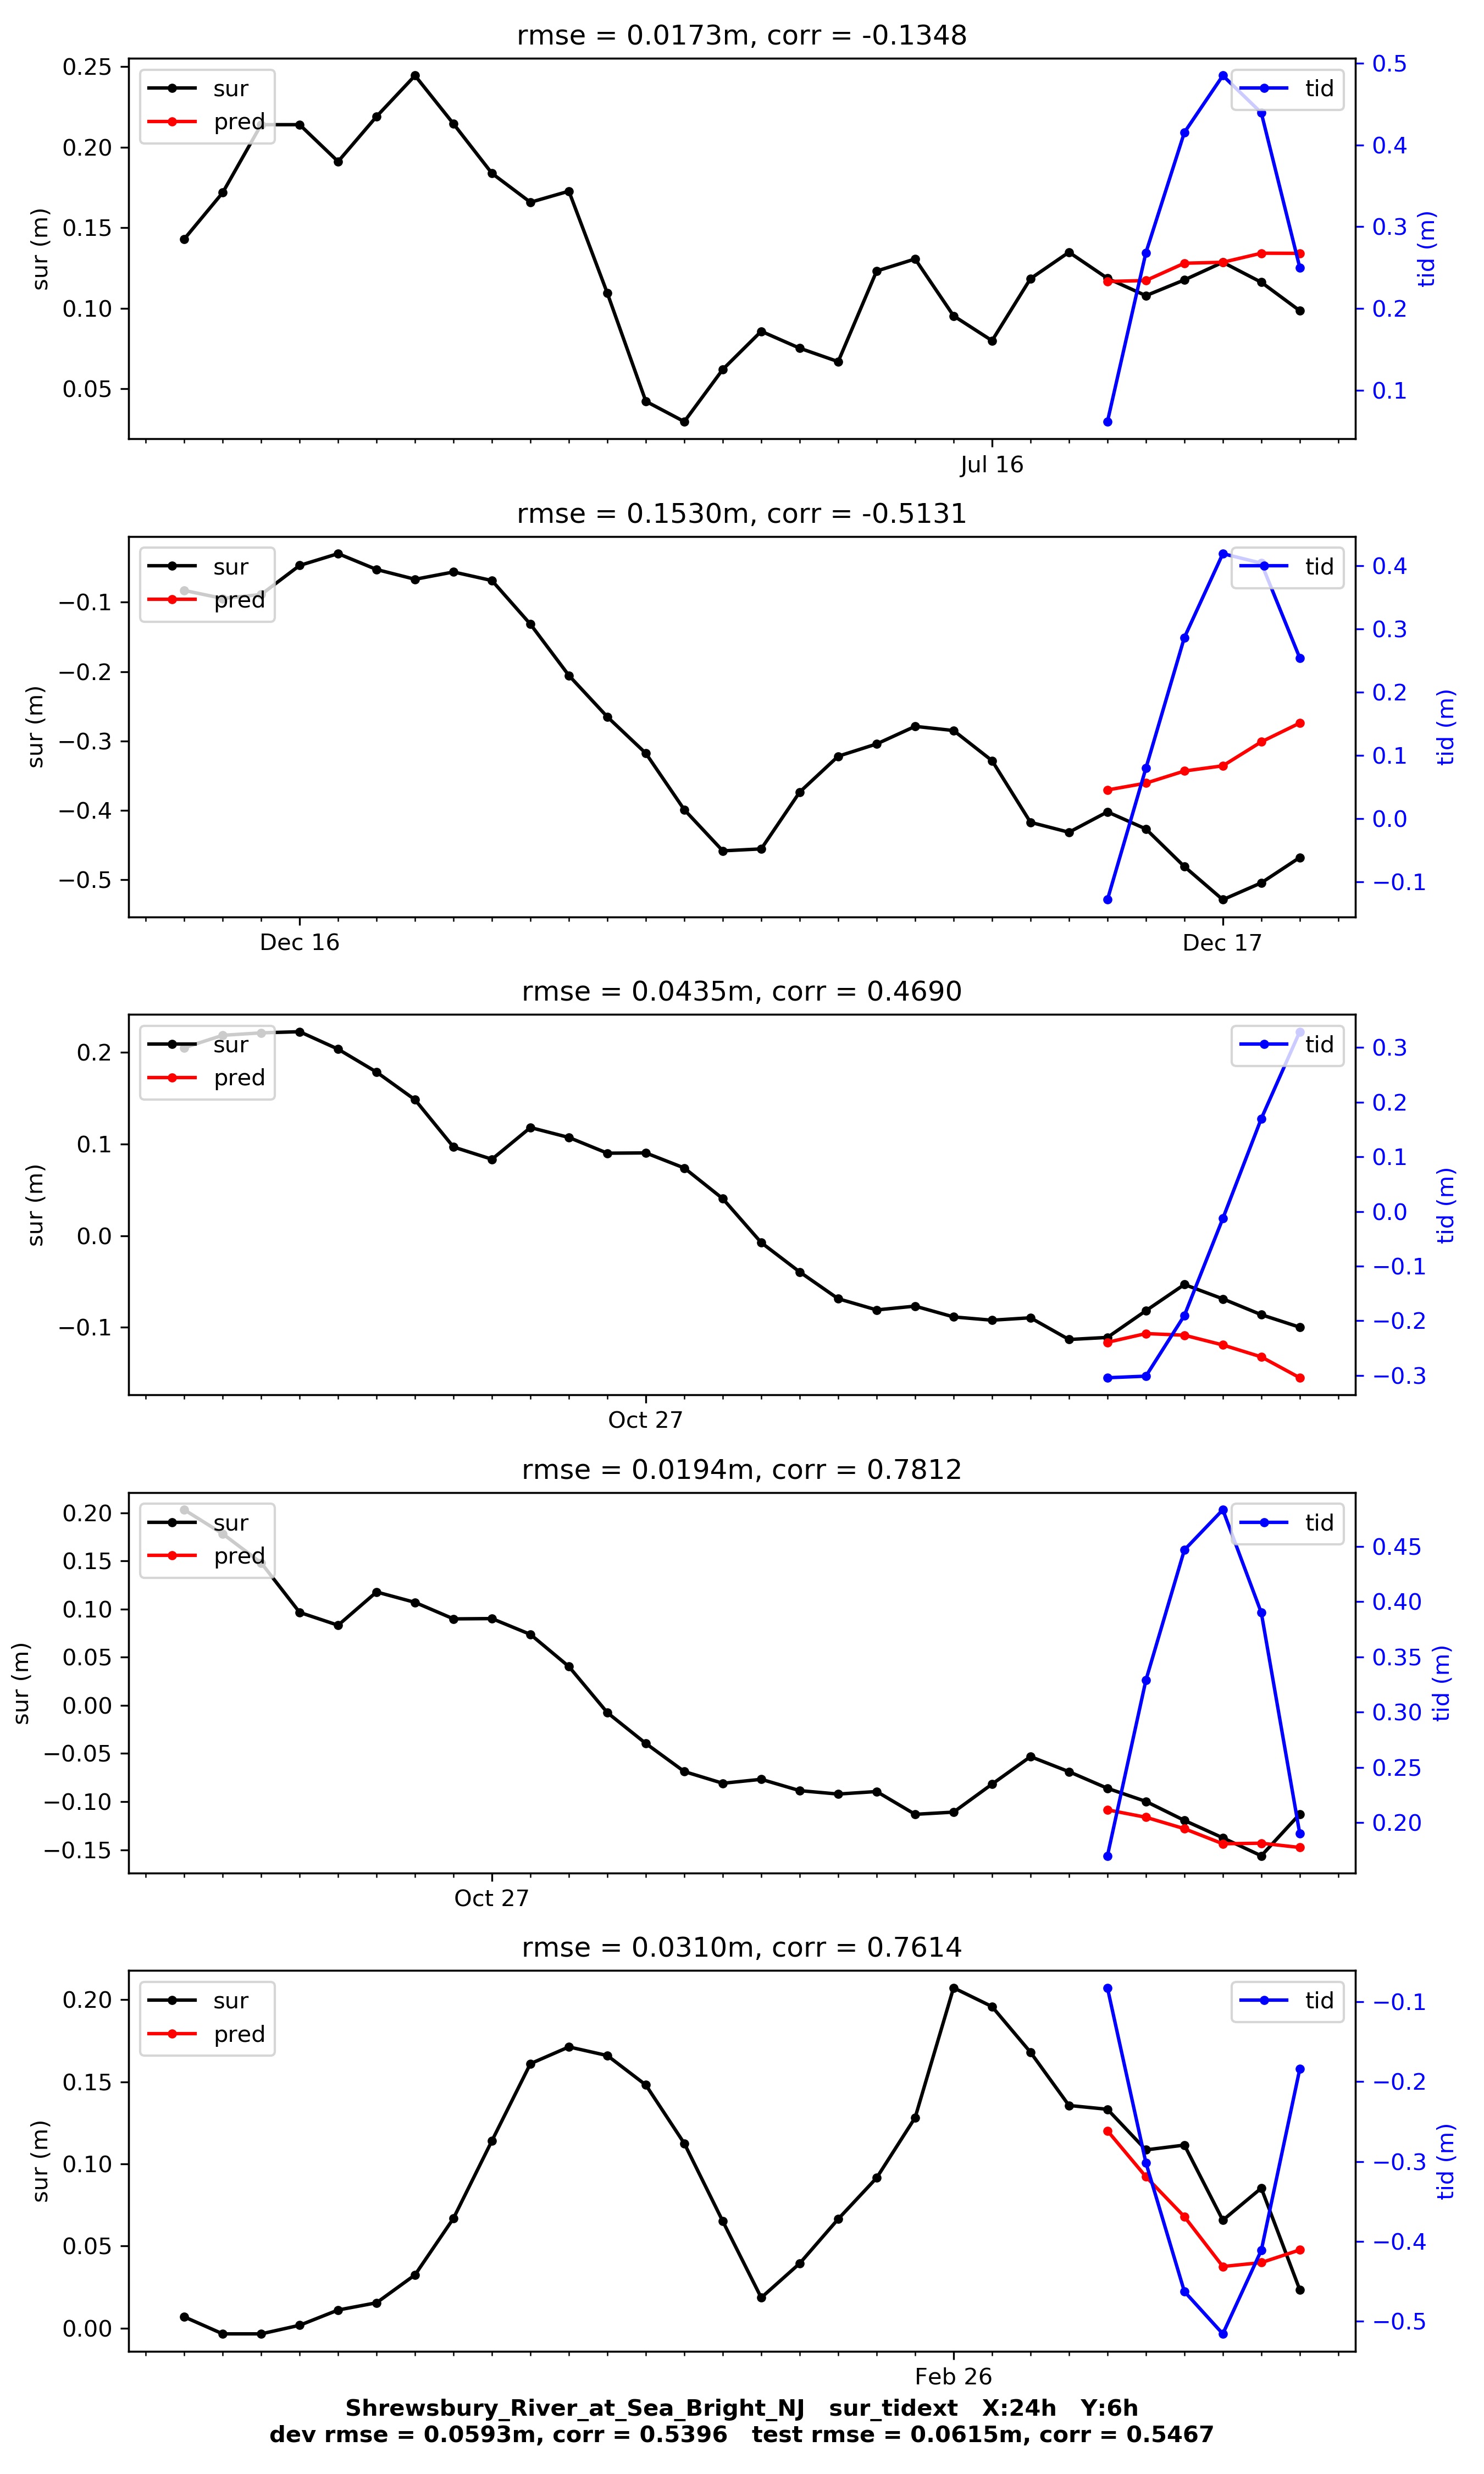 rmse = 0.0173m, corr = -0.1348
0.25
0.20
0.15
0.10
0.05
sur (m)
sur
pred
tid
0.5
0.4
0.3
0.2
0.1
tid (m)
Jul 16
rmse = 0.1530m, corr = -0.5131
−0.1
−0.2
−0.3
−0.4
−0.5
sur (m)
sur
pred
tid
0.4
0.3
0.2
0.1
0.0
−0.1
tid (m)
Dec 16
Dec 17
rmse = 0.0435m, corr = 0.4690
0.2
0.1
0.0
−0.1
sur (m)
sur
pred
tid
0.3
0.2
0.1
0.0
−0.1
−0.2
−0.3
tid (m)
Oct 27
rmse = 0.0194m, corr = 0.7812
0.20
0.15
0.10
0.05
0.00
−0.05
−0.10
−0.15
sur (m)
sur
pred
tid
0.45
0.40
0.35
0.30
0.25
0.20
tid (m)
Oct 27
rmse = 0.0310m, corr = 0.7614
0.20
0.15
0.10
0.05
0.00
sur (m)
sur
pred
tid
−0.1
−0.2
−0.3
−0.4
−0.5
tid (m)
Feb 26
Shrewsbury_River_at_Sea_Bright_NJ sur_tidext X:24h Y:6h
dev rmse = 0.0593m, corr = 0.5396 test rmse = 0.0615m, corr = 0.5467